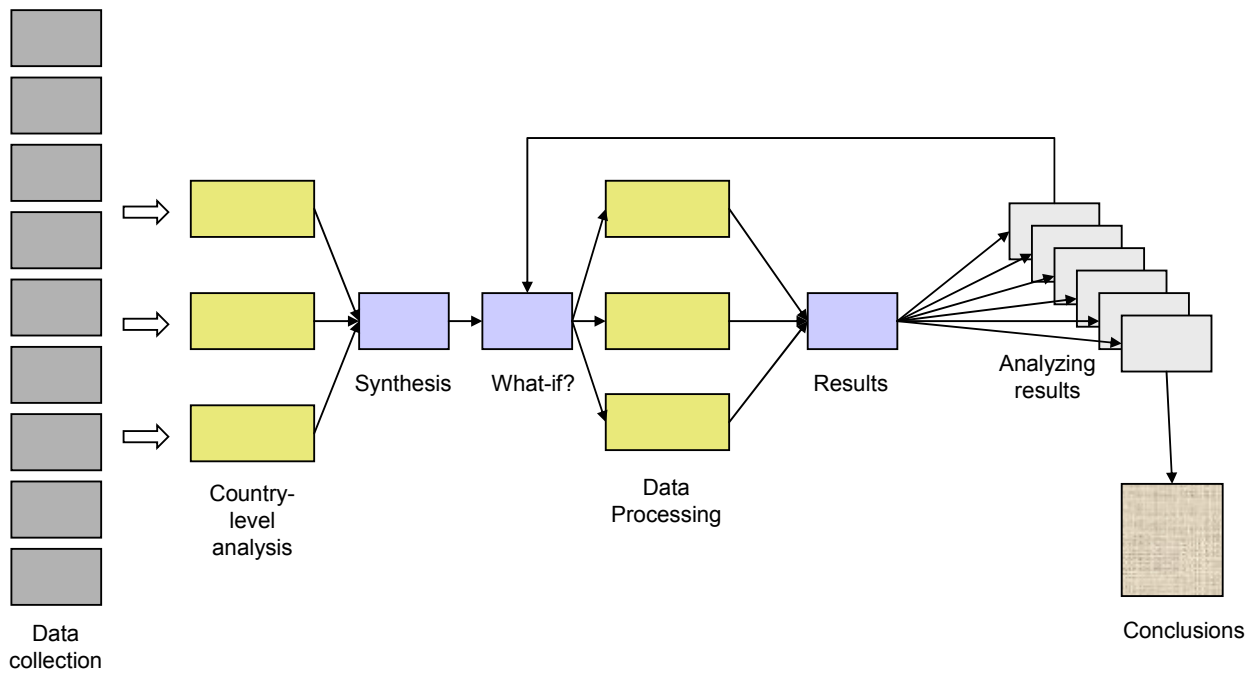 Synthesis
What-if?
Results
Analyzing
results
Country-
level
analysis
Data
Processing
Data
collection
Conclusions